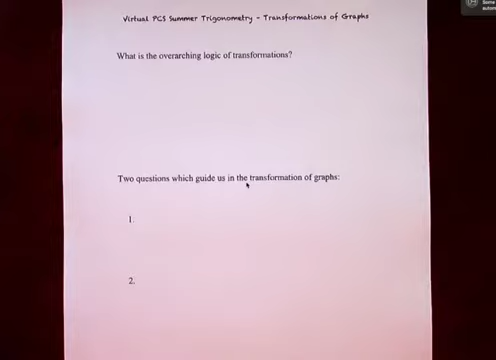 Virtual PCS Summer Trigonometry - Transformations of Graphs
What is the overarching logic of transformations?
Two questions which guide us in the transformation of graphs:
1.
2.